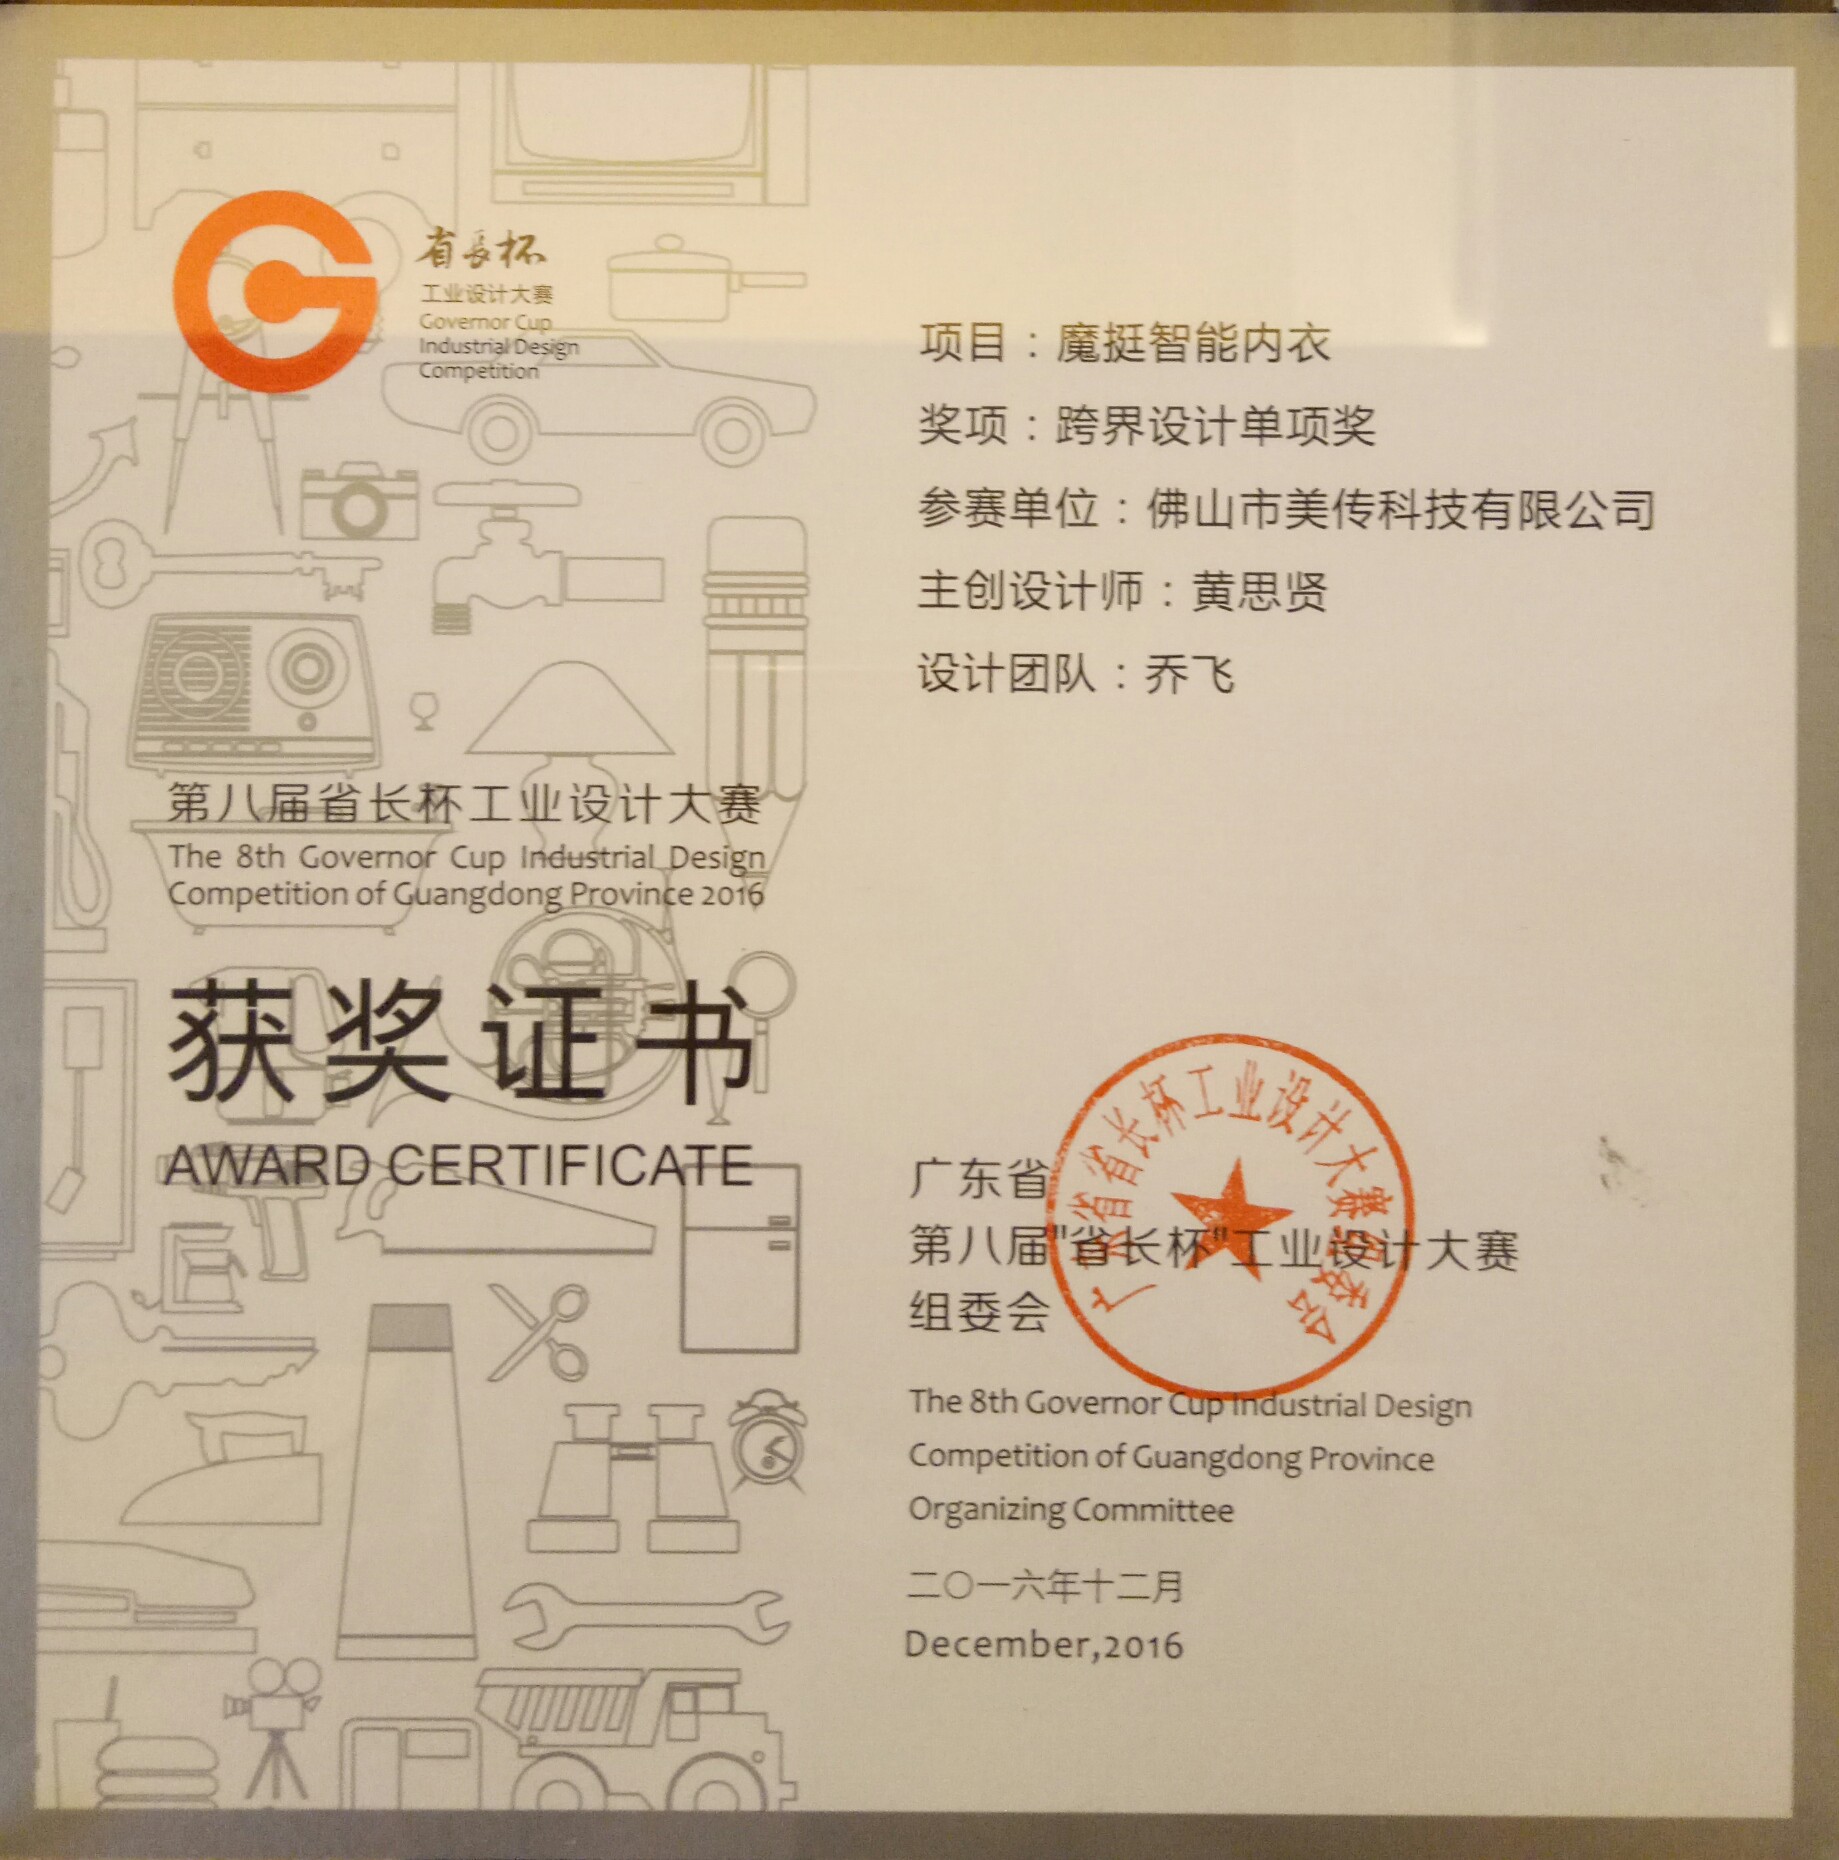 省長杯
工业设计大赛
Governor Cup
Industrial Design
Competition
项目：魔挺智能内衣
奖项：跨界设计单项奖
参赛单位：佛山市美传科技有限公司
主创设计师：黄思贤
设计团队：乔飞
第八届省长杯工业设计大赛
The 8th Governor Cup Industrial Design
Competition of Guangdong Province 2016
获奖证书
AWARD CERTIFICATE
广东省省长杯工业设计大赛组委会
广东省
第八届"省长杯"工业设计大赛
组委会
The 8th Governor Cup Industrial Design
Competition of Guangdong Province
Organizing Committee
二〇一六年十二月
December,2016